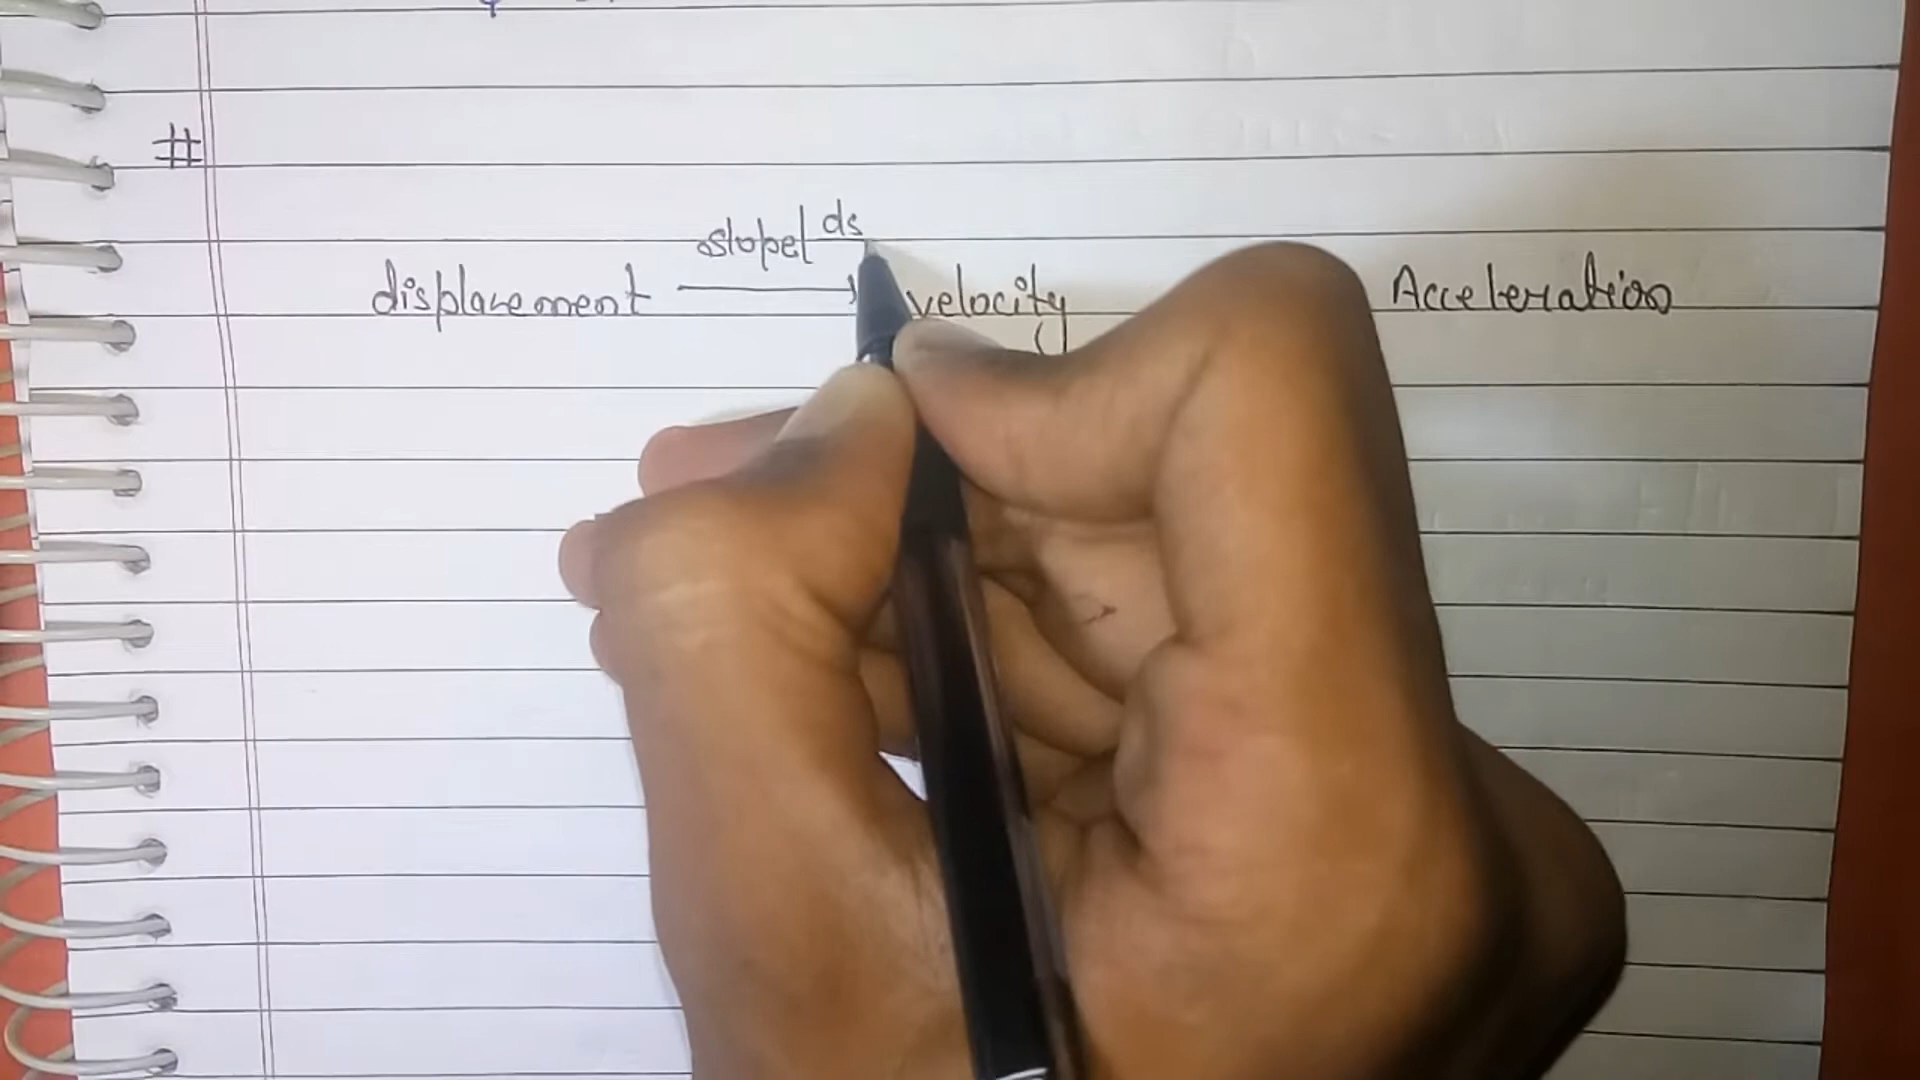 #
slope| ds
displacement → velocity Acceleration